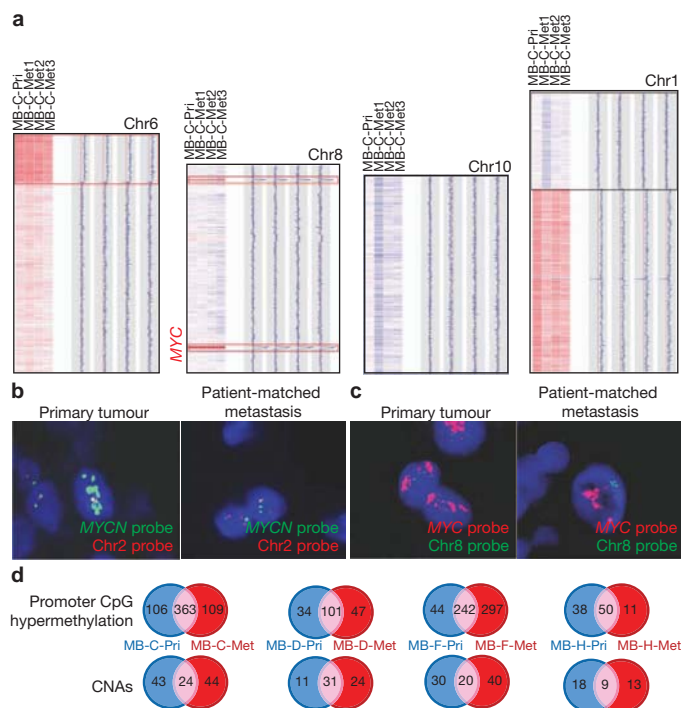 a
MB-C-Pri
MB-C-Met1
MB-C-Met2
MB-C-Met3
Chr6
MB-C-Pri
MB-C-Met1
MB-C-Met2
MB-C-Met3
Chr8
MYC
MB-C-Pri
MB-C-Met1
MB-C-Met2
MB-C-Met3
Chr10
MB-C-Pri
MB-C-Met1
MB-C-Met2
MB-C-Met3
Chr1
b
Primary tumour
MYCN probe
Chr2 probe
Patient-matched
metastasis
MYCN probe
Chr2 probe
c
Primary tumour
MYC probe
Chr8 probe
Patient-matched
metastasis
MYC probe
Chr8 probe
d
Promoter CpG
hypermethylation
106 363 109
34 101 47
44 242 297
38 50 11
MB-C-Pri MB-C-Met
MB-D-Pri MB-D-Met
MB-F-Pri MB-F-Met
MB-H-Pri MB-H-Met
CNAs
43 24 44
11 31 24
30 20 40
18 9 13